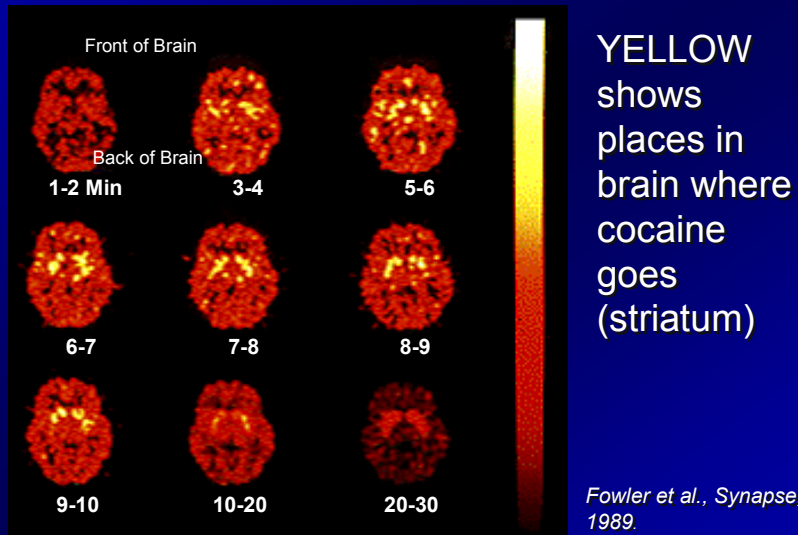 Front of Brain
Back of Brain
1-2 Min
3-4
5-6
6-7
7-8
8-9
9-10
10-20
20-30
YELLOW
shows
places in
brain where
cocaine
goes
(striatum)
Fowler et al., Synapse,
1989.